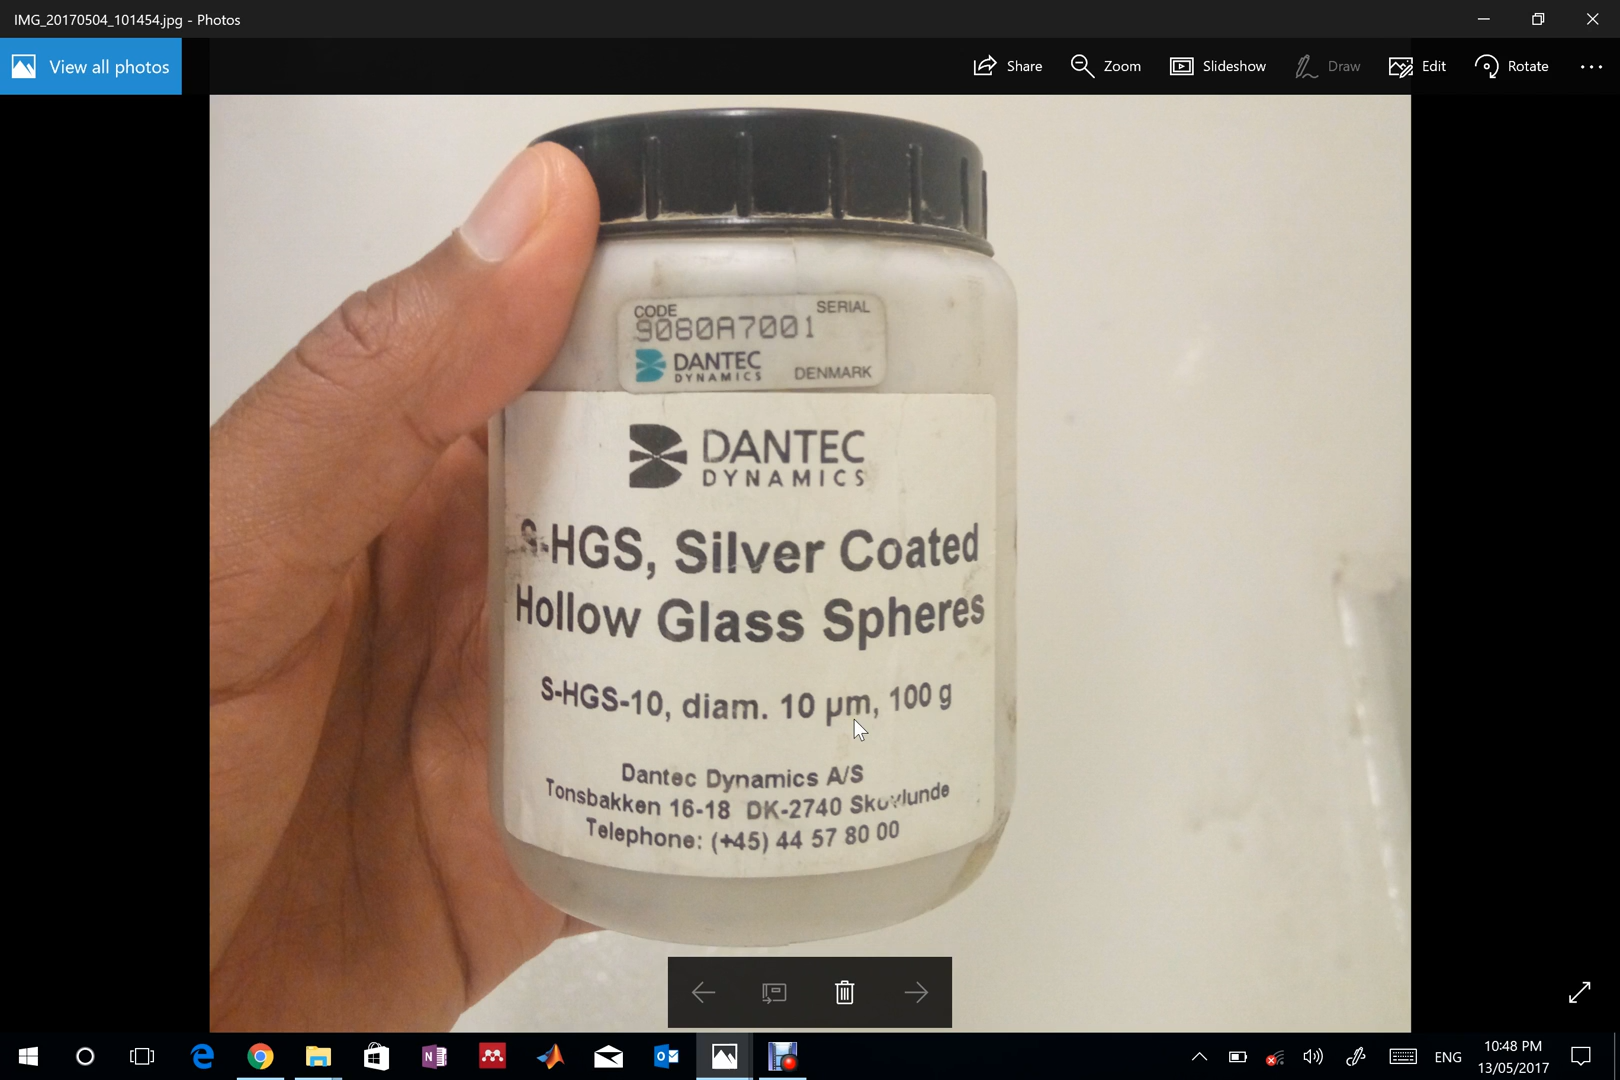 IMG_20170504_101454.jpg - Photos
View all photos
Share
Zoom
Slideshow
Draw
Edit
Rotate
CODE
SERIAL
9080A7001
DANTEC
DYNAMICS
DENMARK
DANTEC
DYNAMICS
S-HGS, Silver Coated
Hollow Glass Spheres
S-HGS-10, diam. 10 µm, 100 g
Dantec Dynamics A/S
Tonsbakken 16-18 DK-2740 Skovlunde
Telephone: (+45) 44 57 80 00
ENG
10:48 PM
13/05/2017